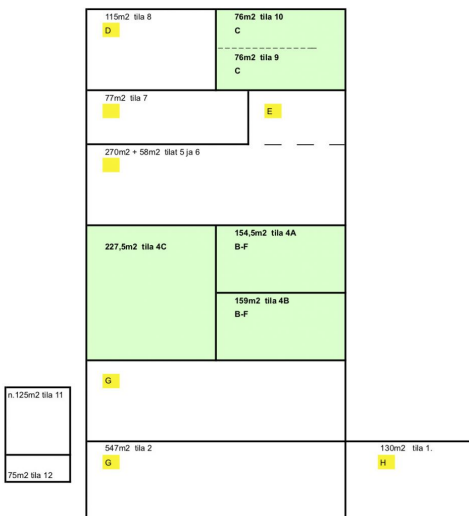 115m2 tila 8
D
76m2 tila 10
C
76m2 tila 9
C
77m2 tila 7
E
270m2 + 58m2 tilat 5 ja 6
227,5m2 tila 4C
154,5m2 tila 4A
B-F
159m2 tila 4B
B-F
G
n.125m2 tila 11
75m2 tila 12
547m2 tila 2
G
130m2 tila 1.
H